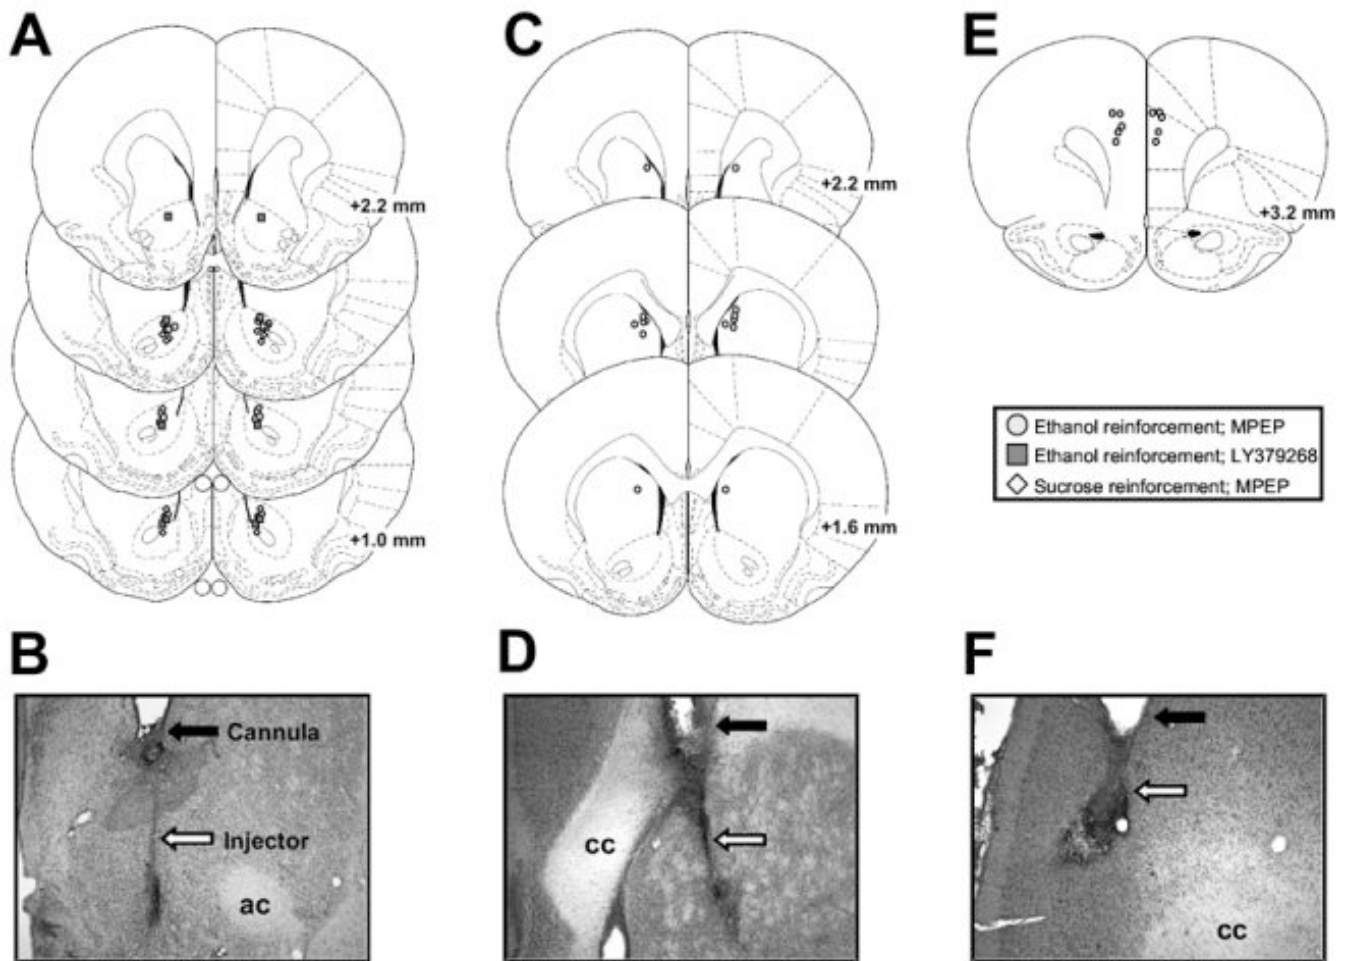 A
C
E
+2.2 mm
+2.2 mm
+3.2 mm
Ethanol reinforcement; MPEP
Ethanol reinforcement; LY379268
Sucrose reinforcement; MPEP
+1.0 mm
+1.6 mm
B
D
F
Cannula
Injector
ac
cc
cc